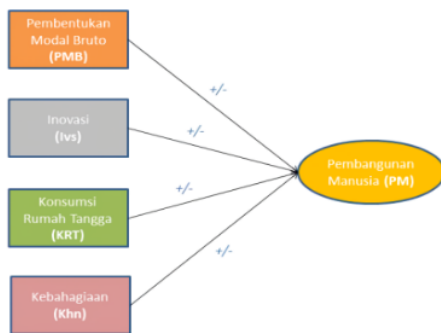 Pembentukan
Modal Bruto
(PMB)
+/-
Inovasi
(Ivs)
+/-
Pembangunan
Manusia (PM)
Konsumsi
Rumah Tangga
(KRT)
+/-
+/-
Kebahagiaan
(Khn)